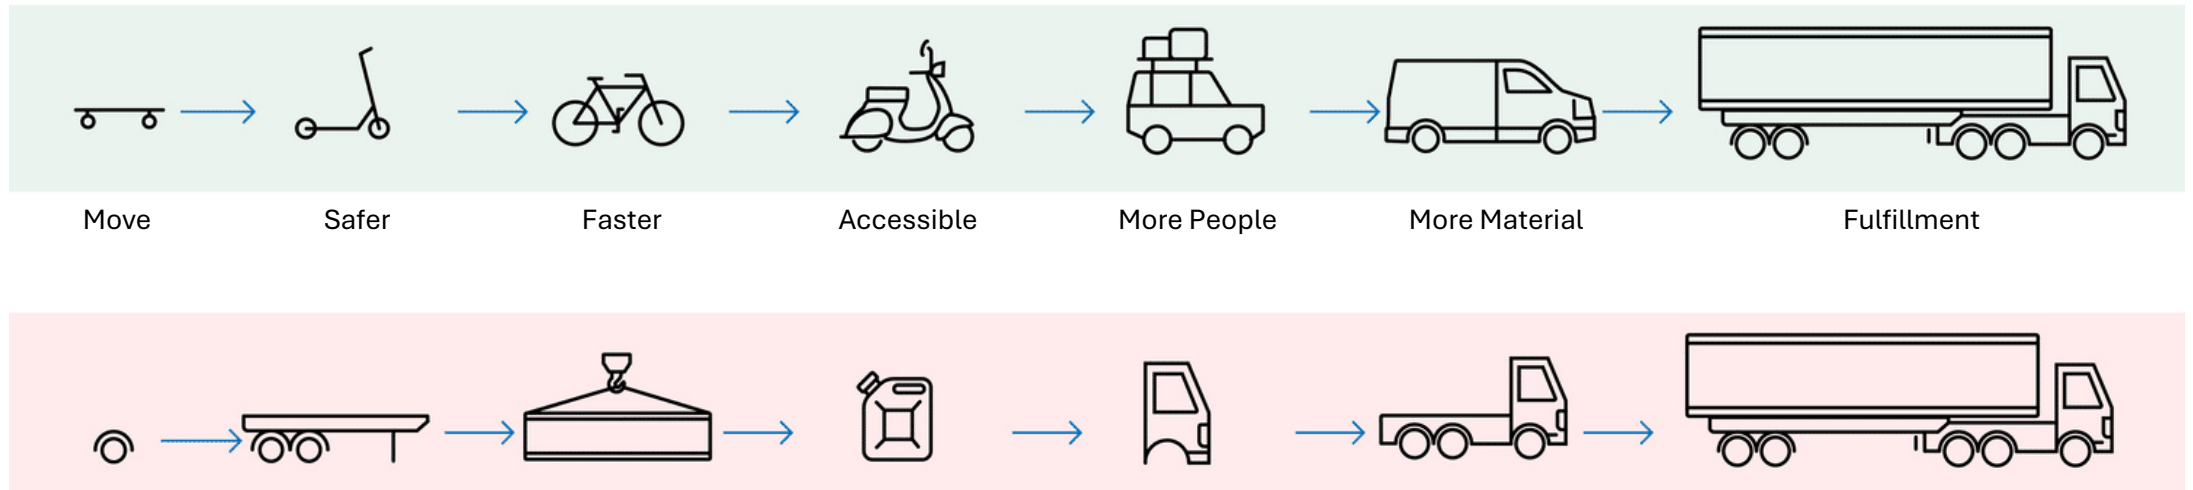 Move
Safer
Faster
Accessible
More People
More Material
Fulfillment